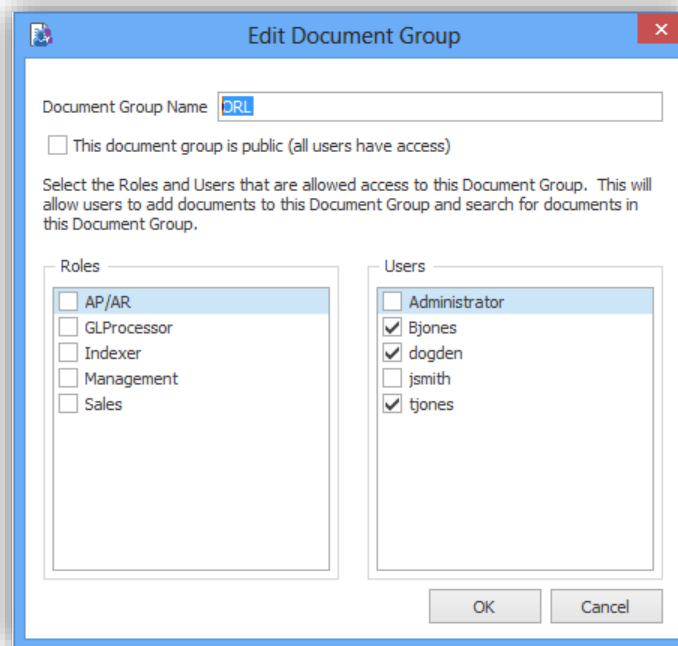 Edit Document Group
Document Group Name ORL
This document group is public (all users have access)
Select the Roles and Users that are allowed access to this Document Group. This will
allow users to add documents to this Document Group and search for documents in
this Document Group.
Roles
AP/AR
GLProcessor
Indexer
Management
Sales
Users
Administrator
Bjones
dogden
jsmith
tjones
OK
Cancel